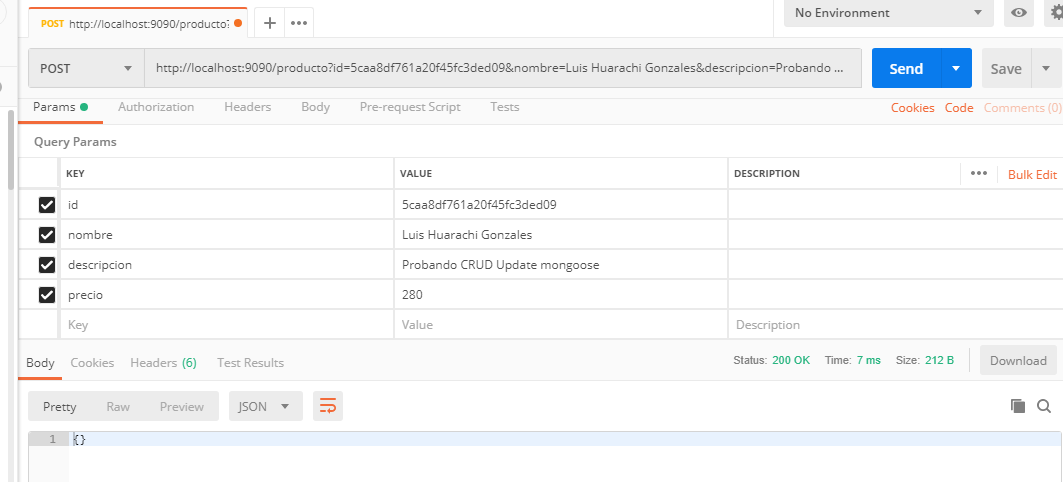 POST http://localhost:9090/producto? + ••• No Environment
POST http://localhost:9090/producto?id=5caa8df761a20f45fc3ded09&nombre=Luis Huarachi Gonzales&descripcion=Probando ... Send Save
Params Authorization Headers Body Pre-request Script Tests Cookies Code Comments (0)
Query Params
KEY VALUE DESCRIPTION ••• Bulk Edit
id 5caa8df761a20f45fc3ded09
nombre Luis Huarachi Gonzales
descripcion Probando CRUD Update mongoose
precio 280
Key Value Description
Body Cookies Headers (6) Test Results Status: 200 OK Time: 7 ms Size: 212 B Download
Pretty Raw Preview JSON
1 {}